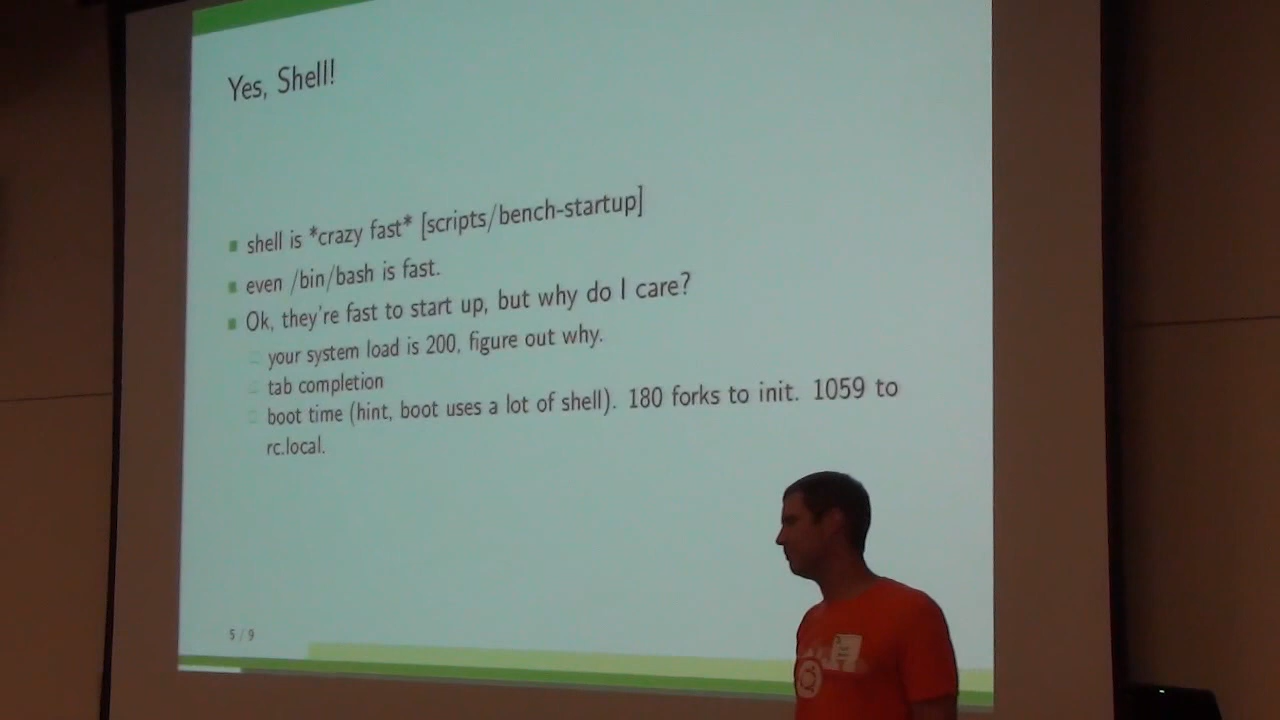 Yes, Shell!
shell is *crazy fast* [scripts/bench-startup]
even /bin/bash is fast.
Ok, they're fast to start up, but why do I care?
your system load is 200, figure out why.
tab completion
boot time (hint, boot uses a lot of shell). 180 forks to init. 1059 to
rc.local.
5 / 9